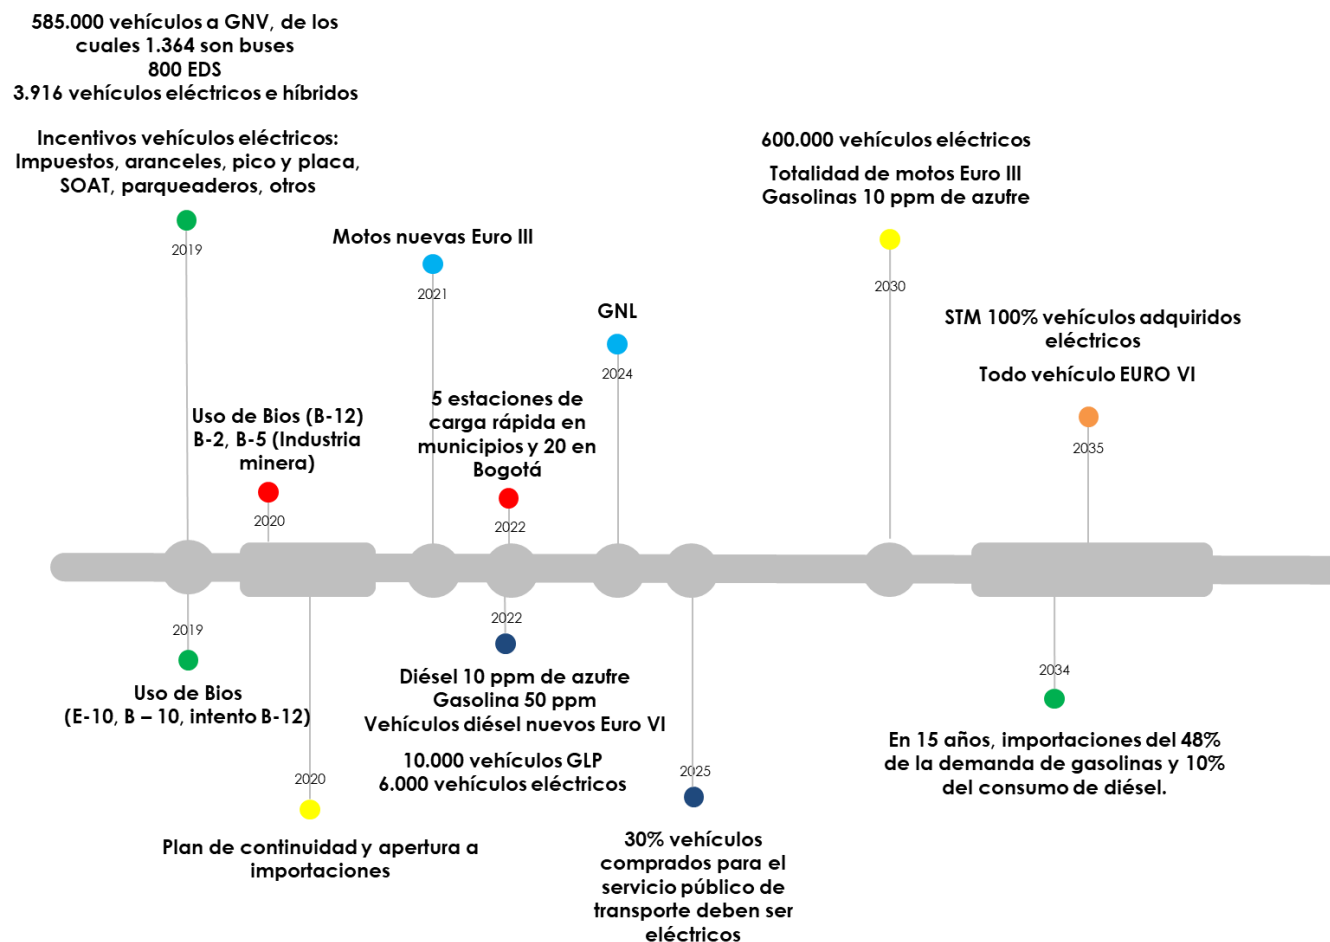 585.000 vehículos a GNV, de los
cuales 1.364 son buses
800 EDS
3.916 vehículos eléctricos e híbridos
Incentivos vehículos eléctricos:
Impuestos, aranceles, pico y placa,
SOAT, parqueaderos, otros
2019
Motos nuevas Euro III
2021
600.000 vehículos eléctricos
Totalidad de motos Euro III
Gasolinas 10 ppm de azufre
2030
GNL
2024
STM 100% vehículos adquiridos
eléctricos
Todo vehículo EURO VI
2035
Uso de Bios (B-12)
B-2, B-5 (Industria
minera)
2020
5 estaciones de
carga rápida en
municipios y 20 en
Bogotá
2022
2019
Uso de Bios
(E-10, B – 10, intento B-12)
2020
Plan de continuidad y apertura a
importaciones
2022
Diésel 10 ppm de azufre
Gasolina 50 ppm
Vehículos diésel nuevos Euro VI
10.000 vehículos GLP
6.000 vehículos eléctricos
2025
30% vehículos
comprados para el
servicio público de
transporte deben ser
eléctricos
2034
En 15 años, importaciones del 48%
de la demanda de gasolinas y 10%
del consumo de diésel.